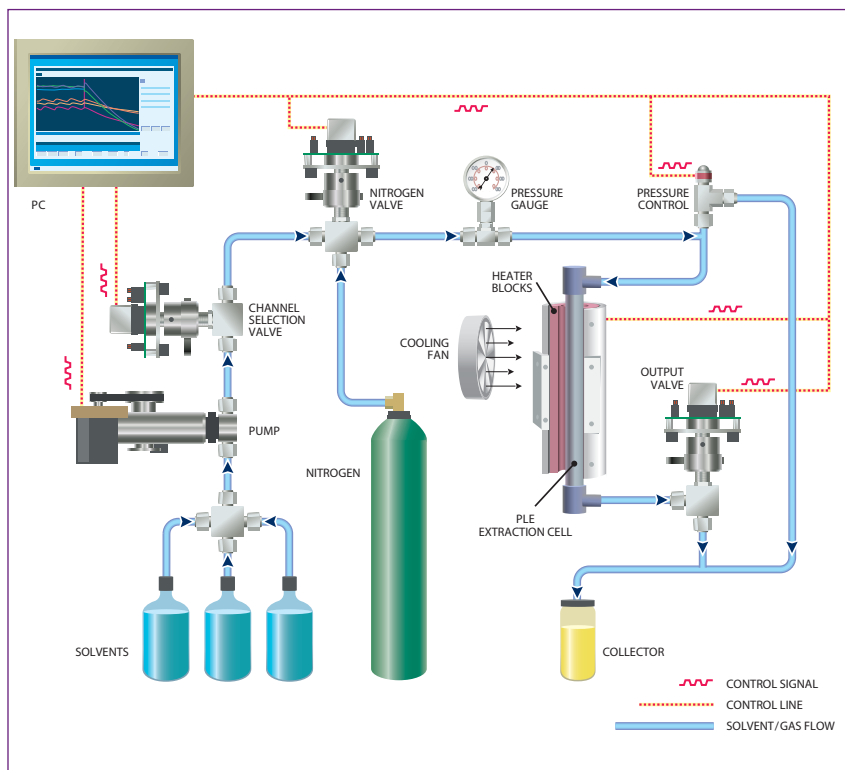 PC
NITROGEN
VALVE
PRESSURE
GAUGE
PRESSURE
CONTROL
CHANNEL
SELECTION
VALVE
HEATER
BLOCKS
COOLING
FAN
OUTPUT
VALVE
PUMP
NITROGEN
PLE
EXTRACTION CELL
SOLVENTS
COLLECTOR
CONTROL SIGNAL
CONTROL LINE
SOLVENT/GAS FLOW